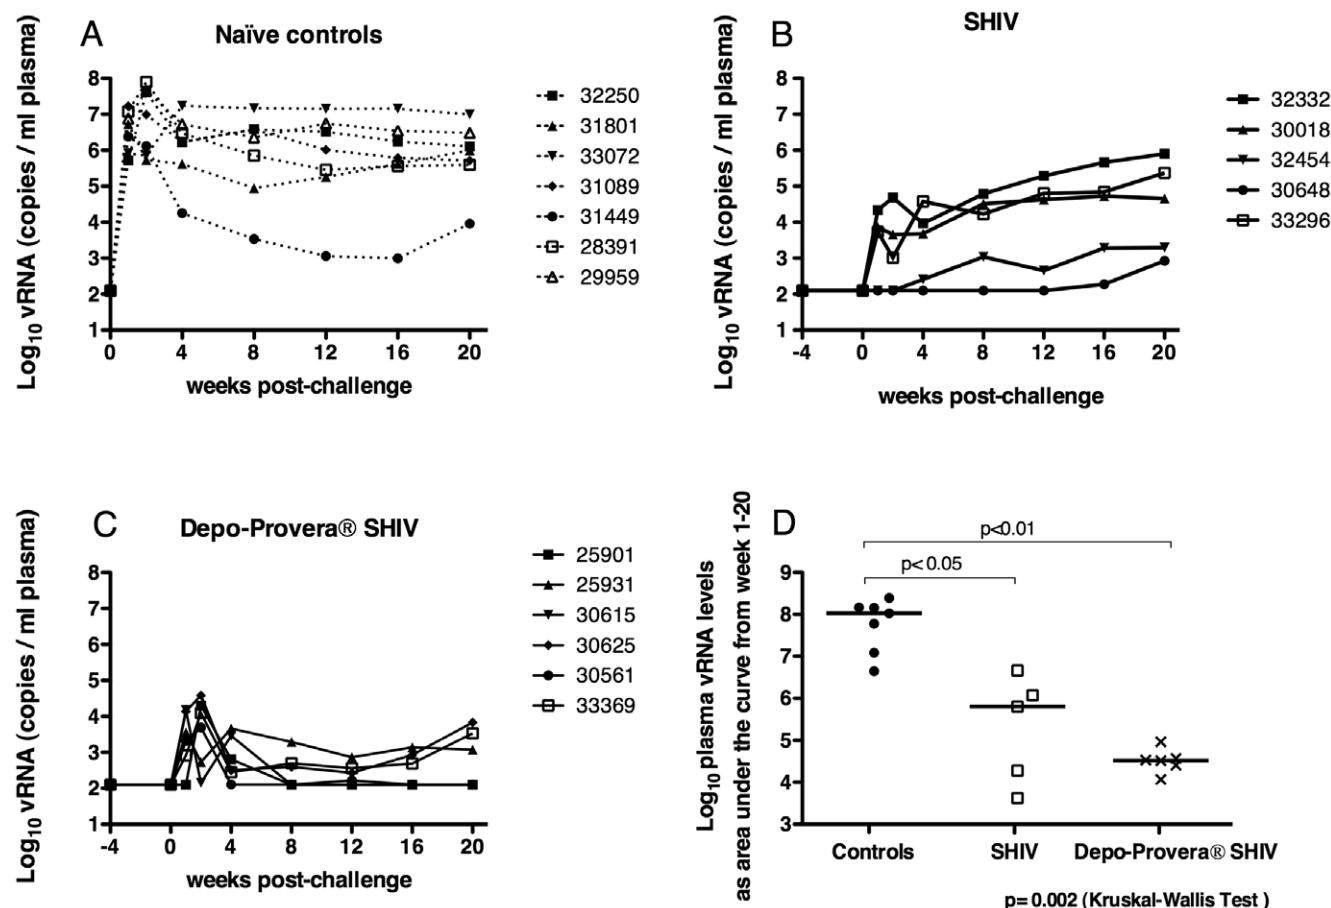 A
Naïve controls
Log10 vRNA (copies / ml plasma)
8
7
6
5
4
3
2
1
0 4 8 12 16 20
weeks post-challenge
32250
31801
33072
31089
31449
28391
29959
B
SHIV
Log10 vRNA (copies / ml plasma)
8
7
6
5
4
3
2
1
-4 0 4 8 12 16 20
weeks post-challenge
32332
30018
32454
30648
33296
C
Depo-Provera® SHIV
Log10 vRNA (copies / ml plasma)
8
7
6
5
4
3
2
1
-4 0 4 8 12 16 20
weeks post-challenge
25901
25931
30615
30625
30561
33369
D
Log10 plasma vRNA levels
as area under the curve from week 1-20
p<0.01
p< 0.05
9
8
7
6
5
4
3
Controls SHIV Depo-Provera® SHIV
p= 0.002 (Kruskal-Wallis Test )